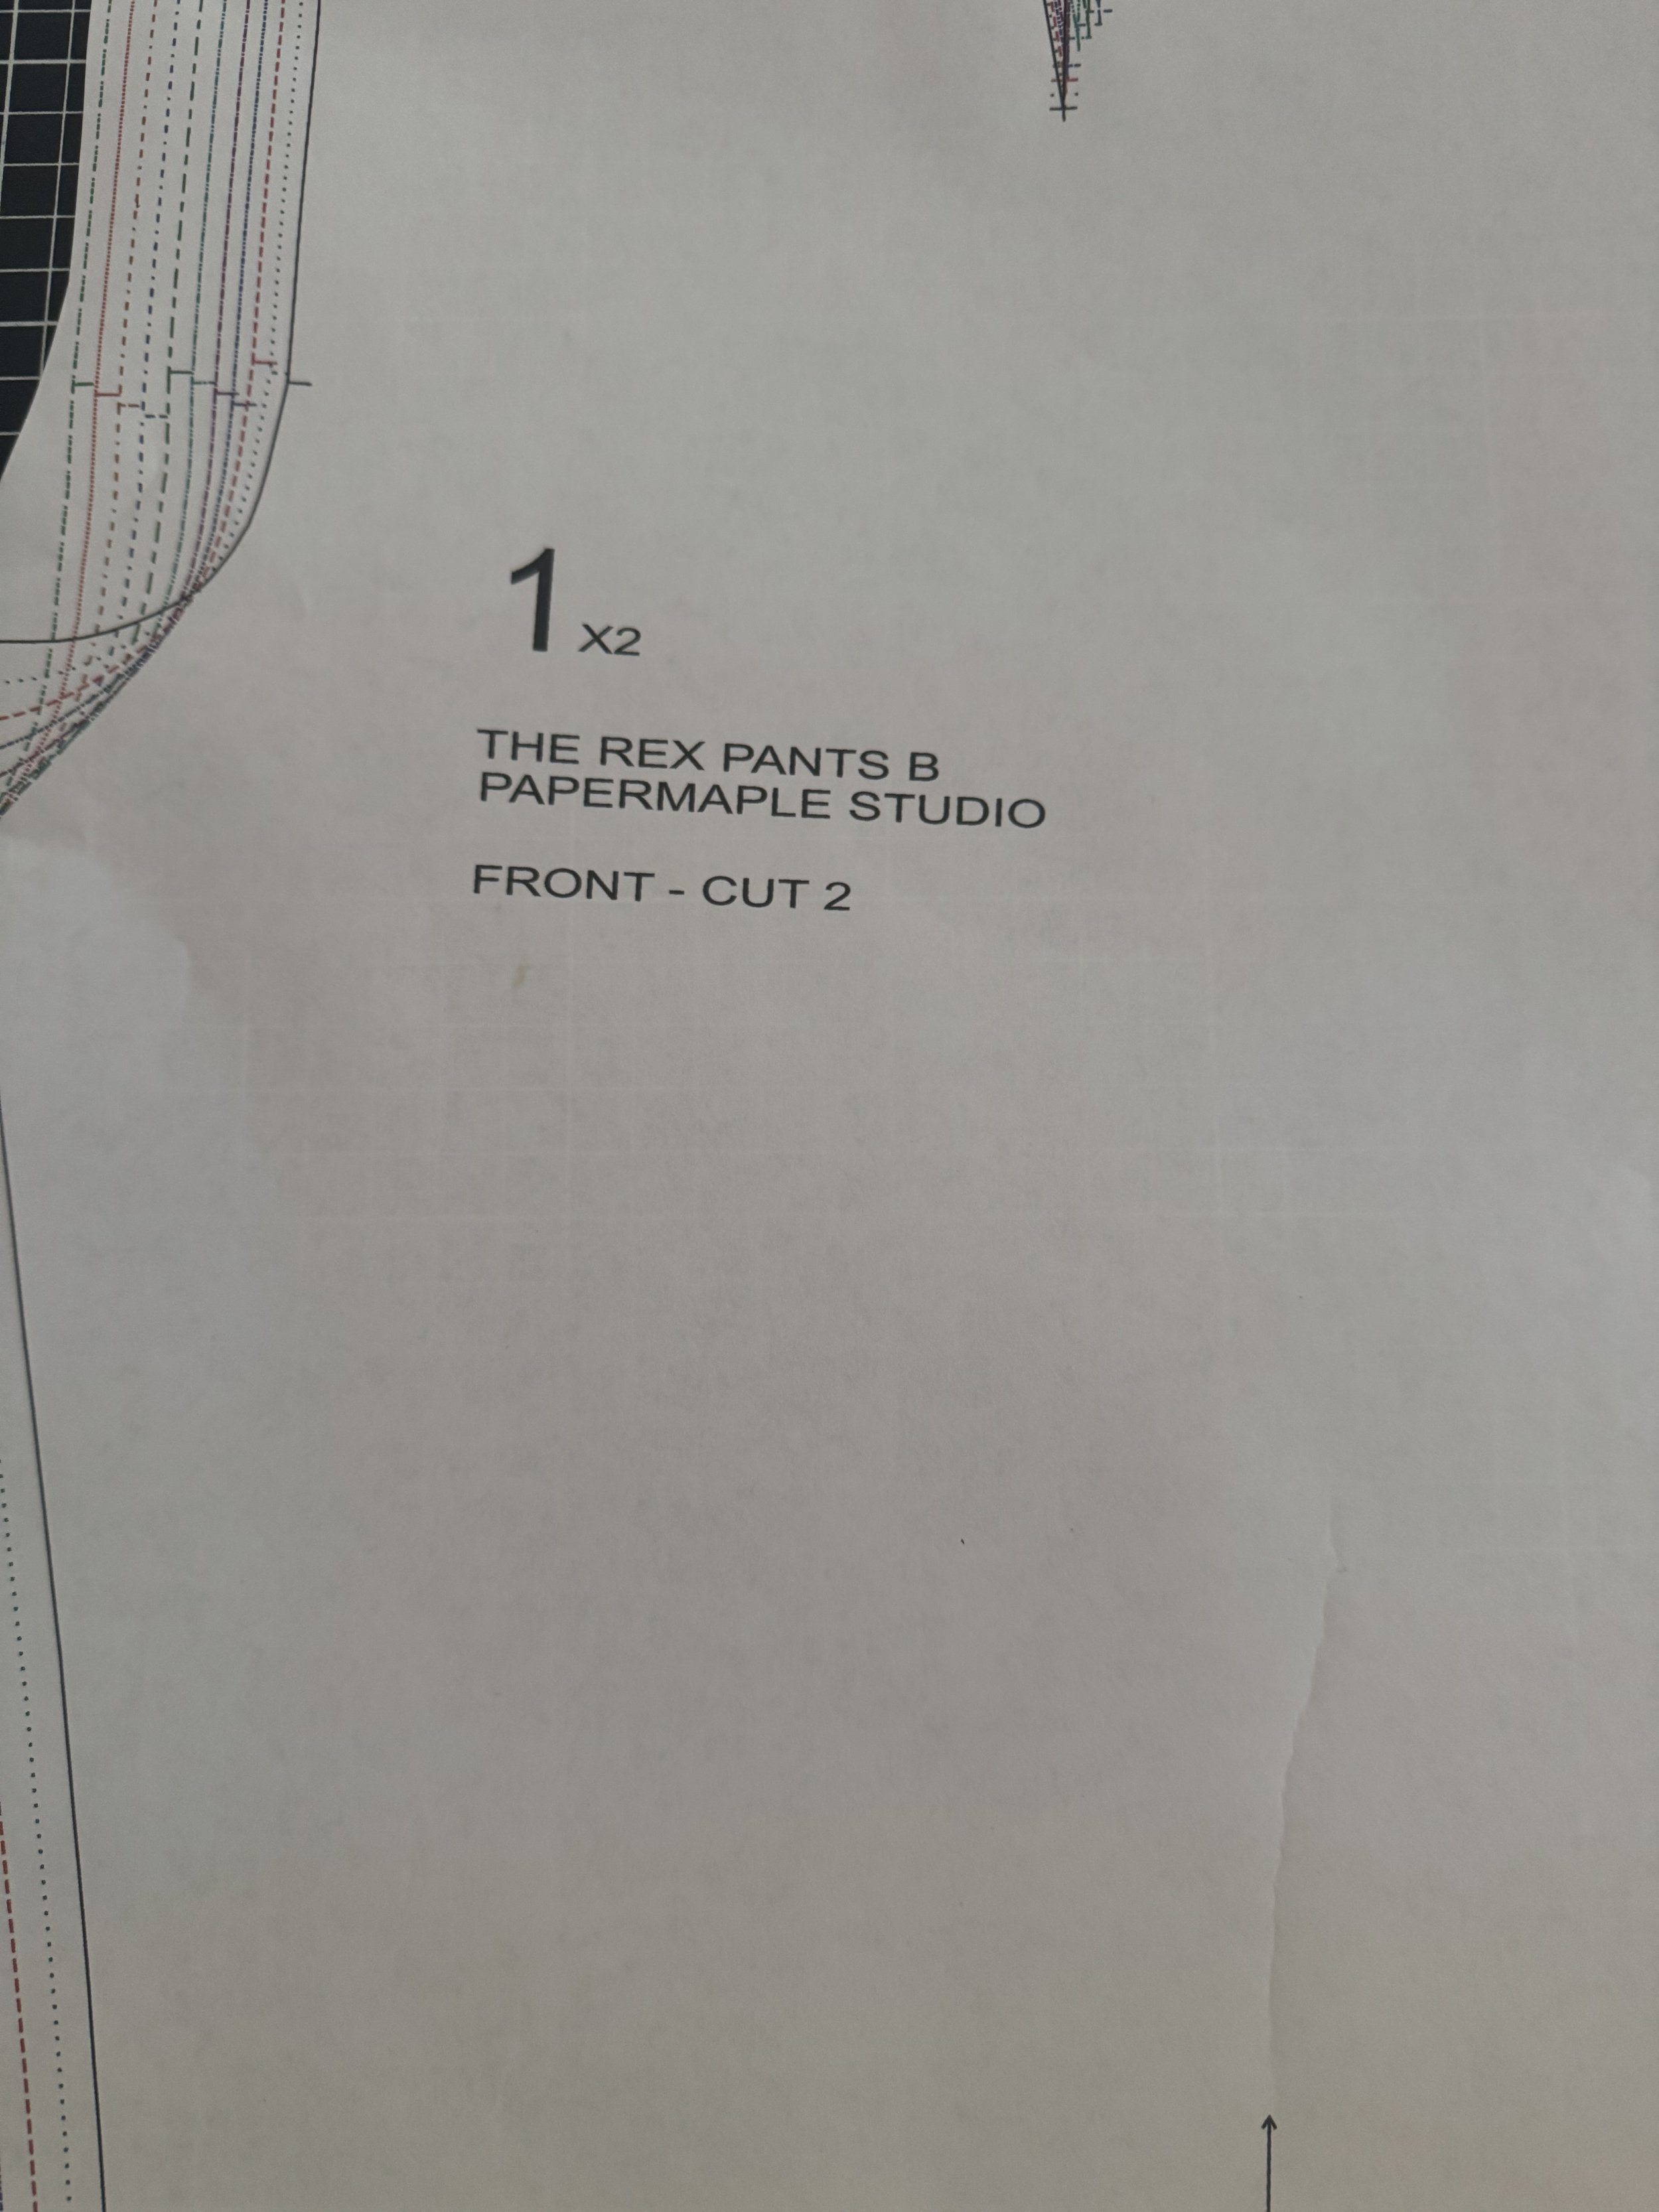 1 X2
THE REX PANTS B
PAPERMAPLE STUDIO
FRONT - CUT 2